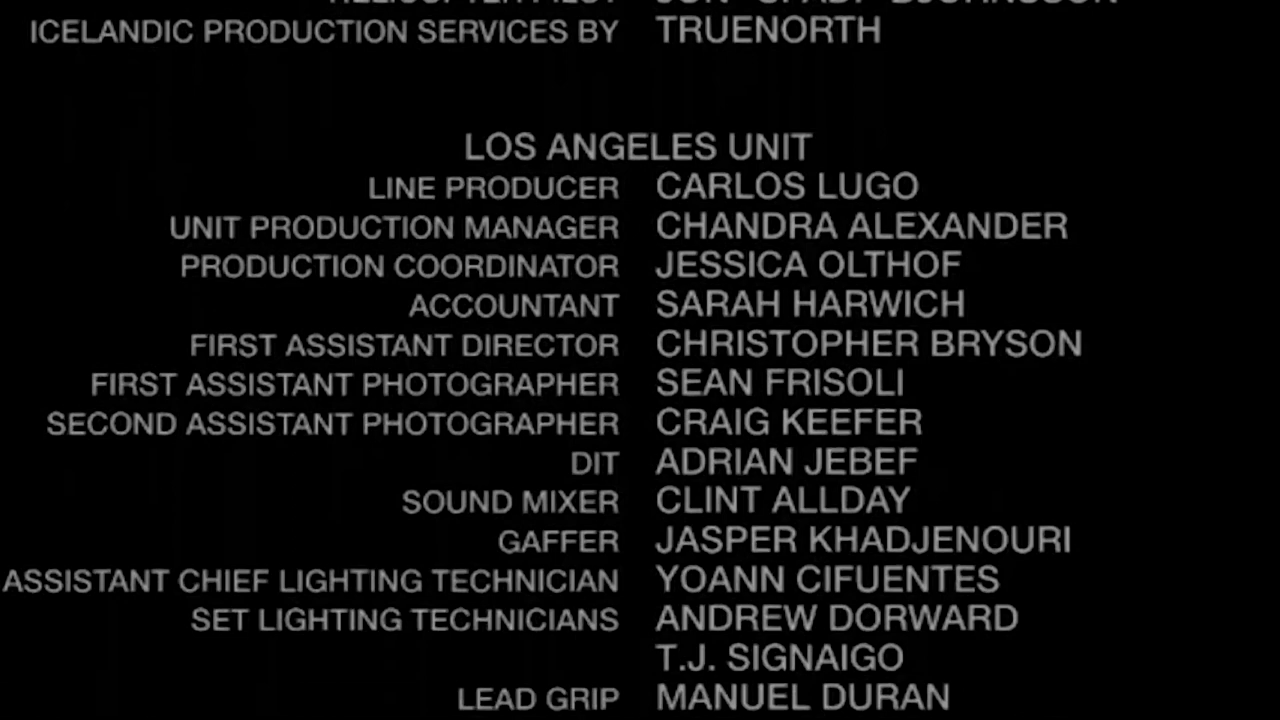 ICELANDIC PRODUCTION SERVICES BY TRUENORTH
LOS ANGELES UNIT
LINE PRODUCER CARLOS LUGO
UNIT PRODUCTION MANAGER CHANDRA ALEXANDER
PRODUCTION COORDINATOR JESSICA OLTHOF
ACCOUNTANT SARAH HARWICH
FIRST ASSISTANT DIRECTOR CHRISTOPHER BRYSON
FIRST ASSISTANT PHOTOGRAPHER SEAN FRISOLI
SECOND ASSISTANT PHOTOGRAPHER CRAIG KEEFER
DIT ADRIAN JEBEF
SOUND MIXER CLINT ALLDAY
GAFFER JASPER KHADJENOURI
ASSISTANT CHIEF LIGHTING TECHNICIAN YOANN CIFUENTES
SET LIGHTING TECHNICIANS ANDREW DORWARD
T.J. SIGNAIGO
LEAD GRIP MANUEL DURAN